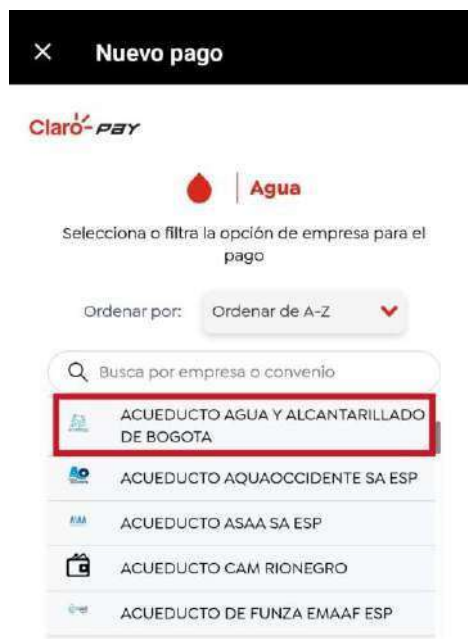 Nuevo pago
Claro-pay
Agua
Selecciona o filtra la opción de empresa para el
pago
Ordenar por:
Ordenar de A-Z
Busca por empresa o convenio
ACUEDUCTO AGUA Y ALCANTARILLADO
DE BOGOTA
ACUEDUCTO AQUAOCCIDENTE SA ESP
ACUEDUCTO ASAA SA ESP
ACUEDUCTO CAM RIONEGRO
ACUEDUCTO DE FUNZA EMAAF ESP